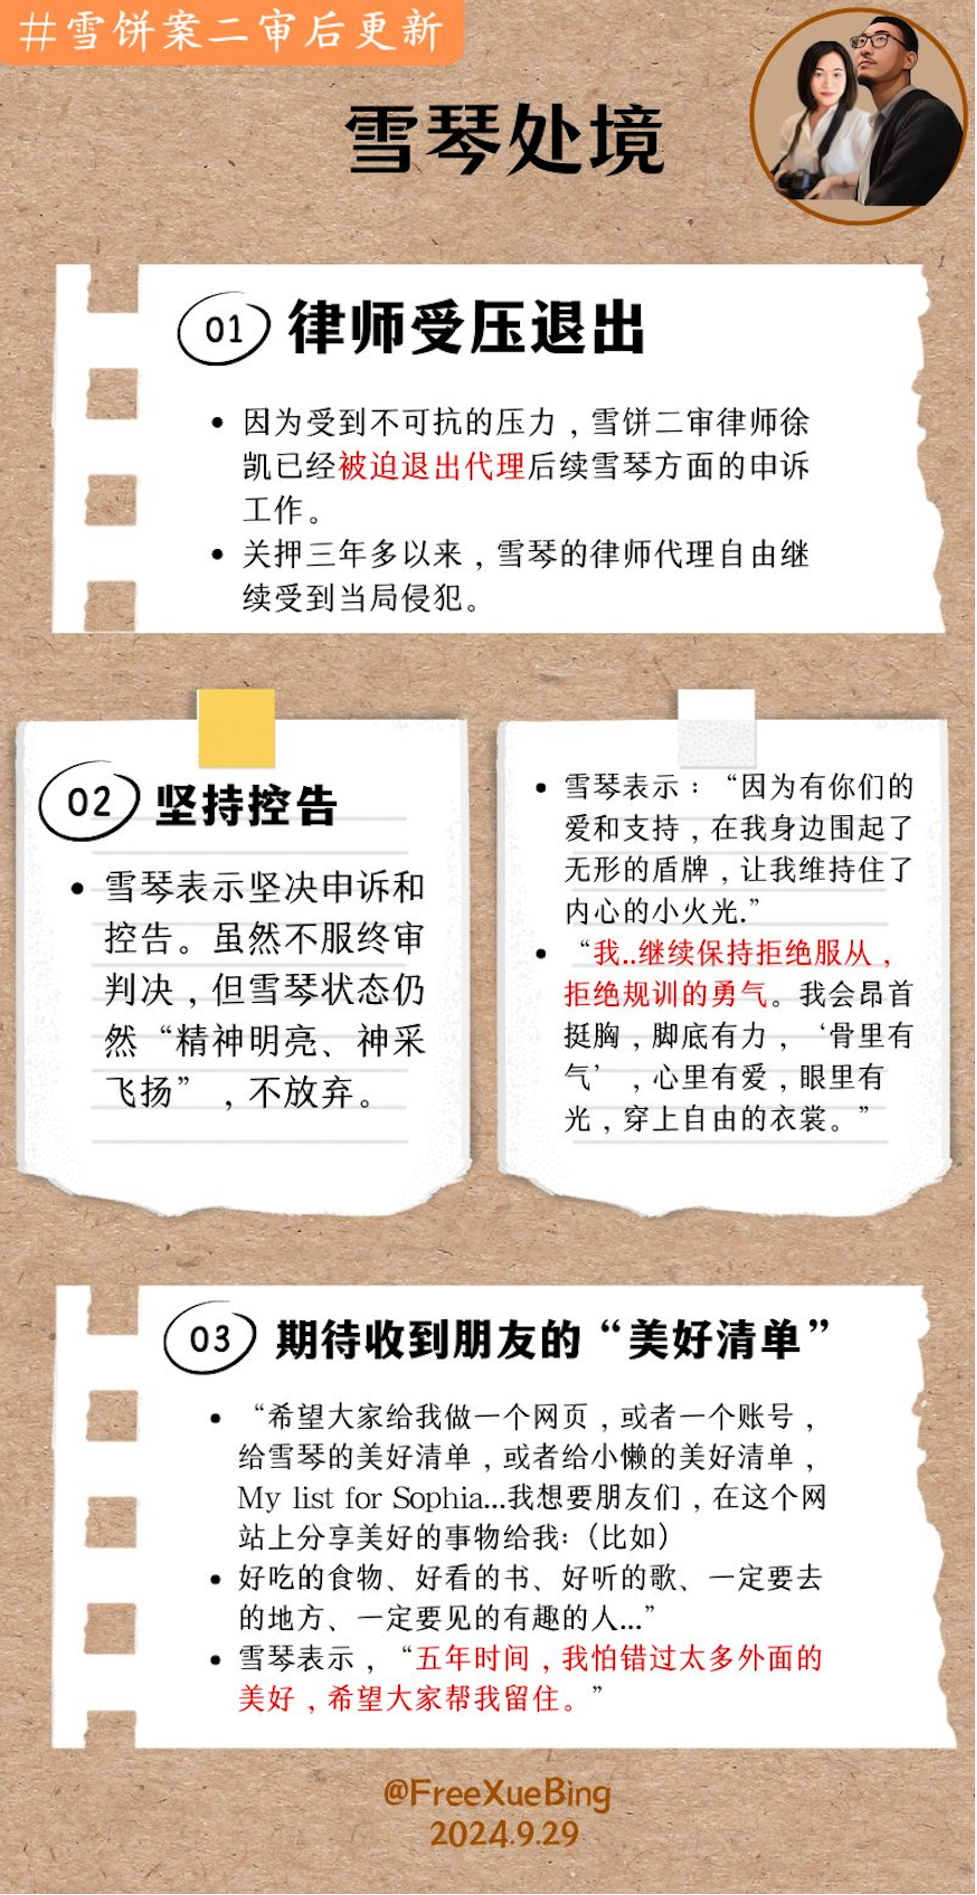 #雪饼案二审后更新
雪琴处境
01 律师受压退出
• 因为受到不可抗的压力，雪饼二审律师徐
凯已经被迫退出代理后续雪琴方面的申诉
工作。
• 关押三年多以来，雪琴的律师代理自由继
续受到当局侵犯。
02 坚持控告
• 雪琴表示坚决申诉和
控告。虽然不服终审
判决，但雪琴状态仍
然“精神明亮、神采
飞扬”，不放弃。
• 雪琴表示：“因为有你们的
爱和支持，在我身边围起了
无形的盾牌，让我维持住了
内心的小火光.”
• “我..继续保持拒绝服从，
拒绝规训的勇气。我会昂首
挺胸，脚底有力，‘骨里有
气’，心里有爱，眼里有
光，穿上自由的衣裳。”
03 期待收到朋友的“美好清单”
• “希望大家给我做一个网页，或者一个账号，
给雪琴的美好清单，或者给小懒的美好清单，
My list for Sophia...我想要朋友们，在这个网
站上分享美好的事物给我：（比如）
• 好吃的食物、好看的书、好听的歌、一定要去
的地方、一定要见的有趣的人...”
• 雪琴表示，“五年时间，我怕错过太多外面的
美好，希望大家帮我留住。”
@FreeXueBing
2024.9.29